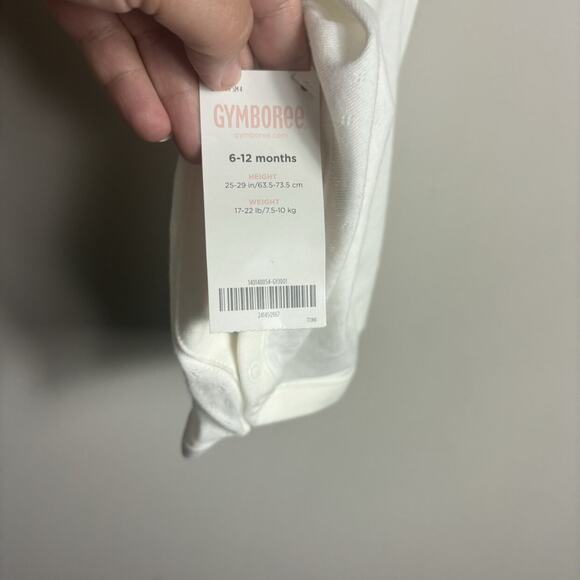 GYMBOREE
gymboree.com
6-12 months
HEIGHT
25-29 in/63.5-73.5 cm
WEIGHT
17-22 lb/7.5-10 kg